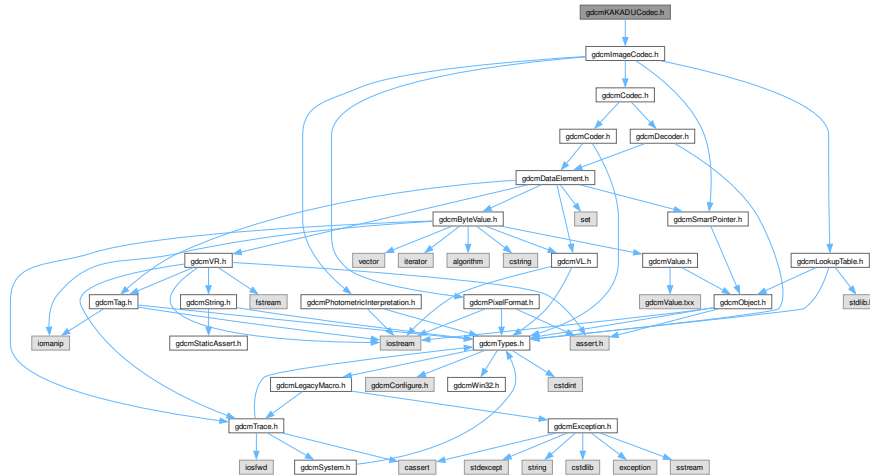 gdcmKAKADUCodec.h
gdcmImageCodec.h
gdcmCodec.h
gdcmCoder.h
gdcmDecoder.h
gdcmDataElement.h
gdcmByteValue.h
set
gdcmSmartPointer.h
gdcmVR.h
vector
iterator
algorithm
cstring
gdcmVL.h
gdcmValue.h
gdcmLookupTable.h
gdcmTag.h
gdcmString.h
fstream
gdcmPhotometricInterpretation.h
gdcmPixelFormat.h
gdcmValue.txx
gdcmObject.h
stdlib.h
iomanip
gdcmStaticAssert.h
iostream
gdcmTypes.h
assert.h
gdcmLegacyMacro.h
gdcmConfigure.h
gdcmWin32.h
cstdint
gdcmTrace.h
gdcmException.h
iosfwd
gdcmSystem.h
cassert
stdexcept
string
cstdlib
exception
sstream